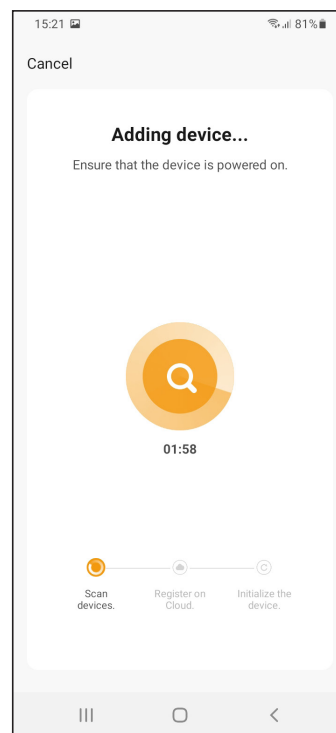 15:21 81%
Cancel
Adding device...
Ensure that the device is powered on.
01:58
Scan devices.
Register on Cloud.
Initialize the device.